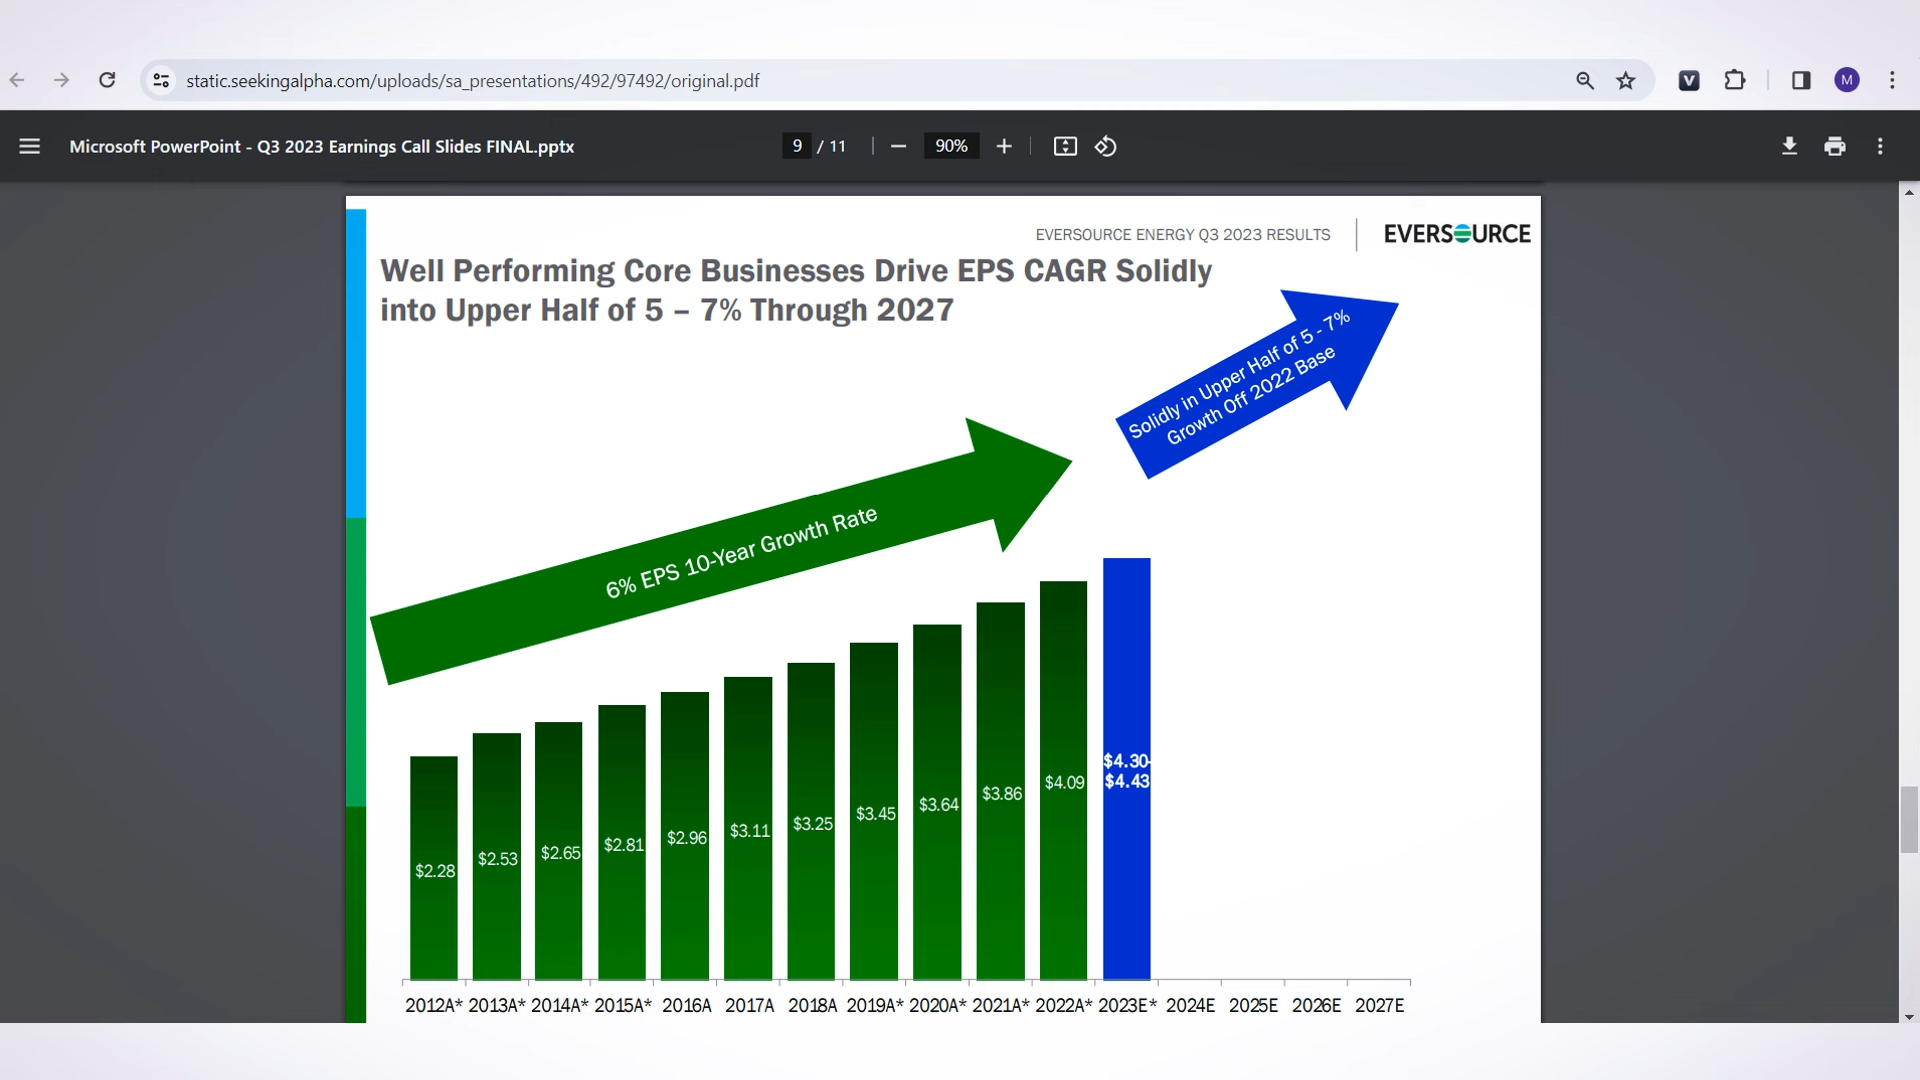 static.seekingalpha.com/uploads/sa_presentations/492/97492/original.pdf
V
M
Microsoft PowerPoint - Q3 2023 Earnings Call Slides FINAL.pptx
9 / 11
90%
EVERSOURCE ENERGY Q3 2023 RESULTS
EVERSOURCE
Well Performing Core Businesses Drive EPS CAGR Solidly
into Upper Half of 5 – 7% Through 2027
Solidly in Upper Half of 5 - 7%
Growth Off 2022 Base
6% EPS 10-Year Growth Rate
$2.28 $2.53 $2.65 $2.81 $2.96 $3.11 $3.25 $3.45 $3.64 $3.86 $4.09 $4.30-
$4.43
2012A* 2013A* 2014A* 2015A* 2016A 2017A 2018A 2019A* 2020A* 2021A* 2022A* 2023E* 2024E 2025E 2026E 2027E